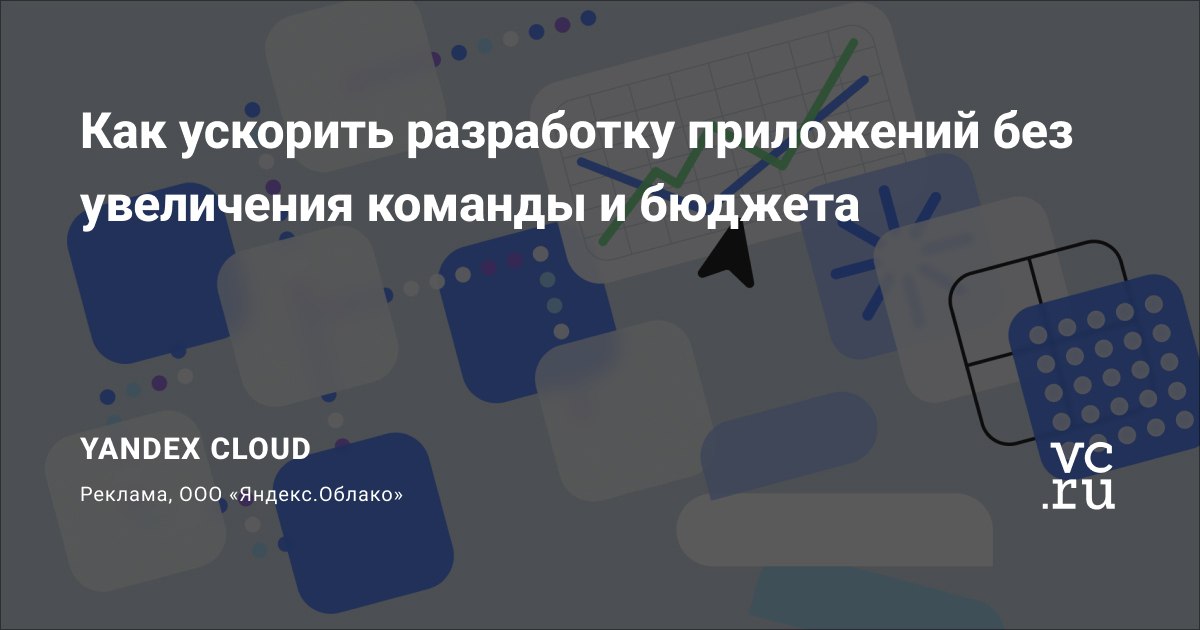 Как ускорить разработку приложений без
увеличения команды и бюджета
YANDEX CLOUD
Реклама, ООО «Яндекс.Облако»
vc
.ru